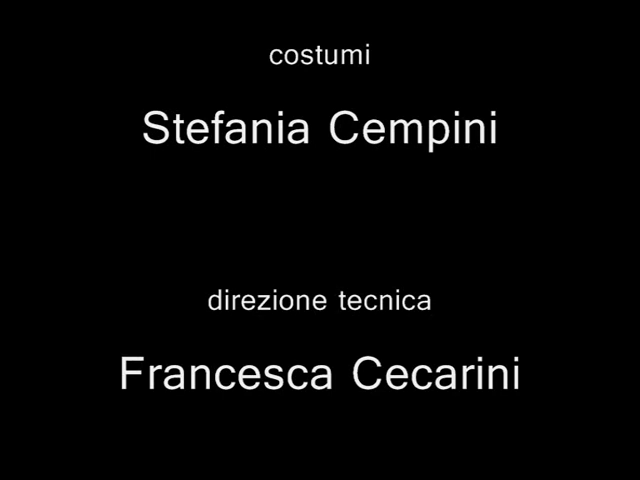 costumi
Stefania Cempini
direzione tecnica
Francesca Cecarini